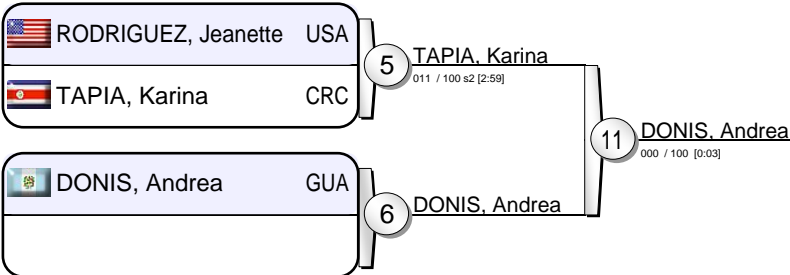 RODRIGUEZ, Jeanette USA
TAPIA, Karina CRC
5
TAPIA, Karina
011 / 100 s2 [2:59]
DONIS, Andrea GUA
6
DONIS, Andrea
11
DONIS, Andrea
000 / 100 [0:03]